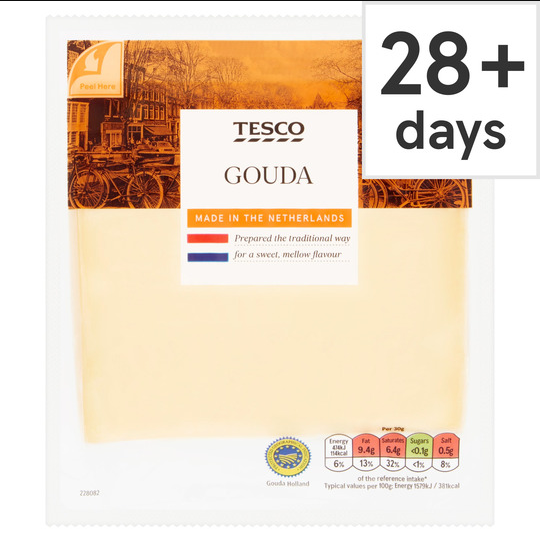 28+
days
Peel Here
TESCO
GOUDA
MADE IN THE NETHERLANDS
Prepared the traditional way
for a sweet, mellow flavour
Per 30g
Energy Fat Saturates Sugars Salt
474kJ
114kcal 9.4g 6.4g <0.1g 0.5g
6% 13% 32% <1% 8%
of the reference intake*
Typical values per 100g: Energy 1579kJ / 381kcal
Gouda Holland
228082